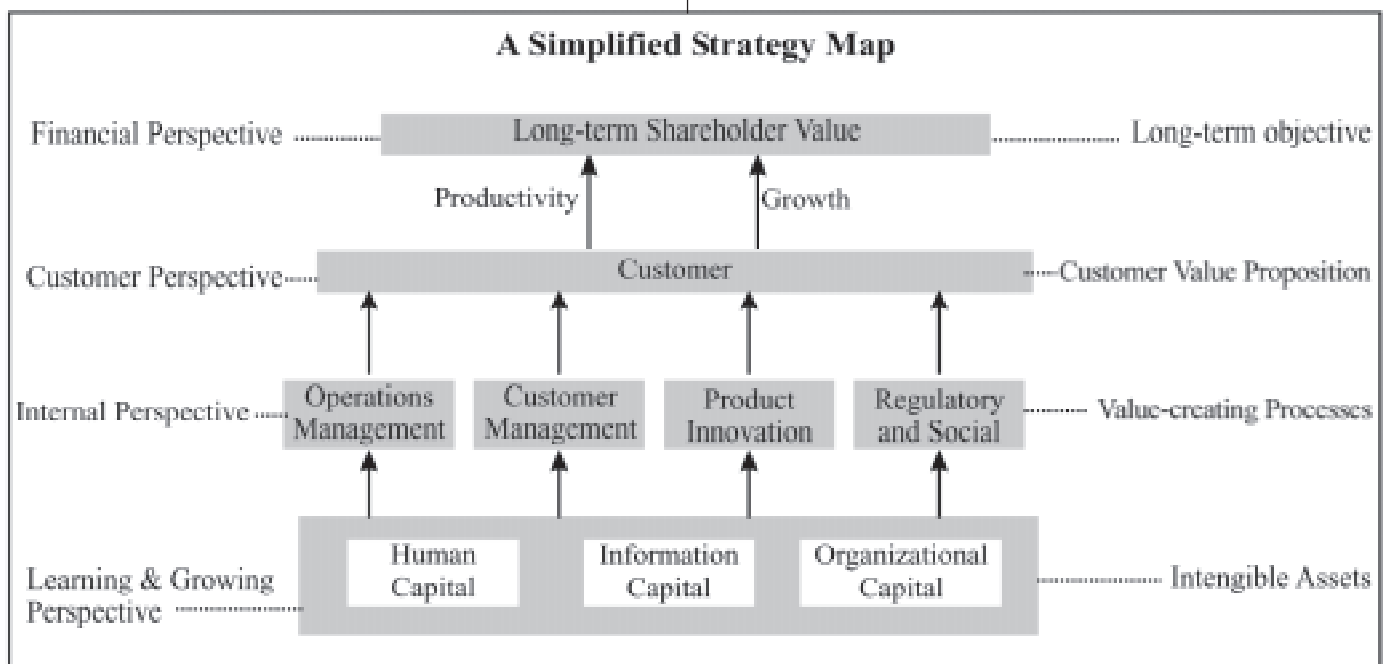 A Simplified Strategy Map
Financial Perspective
Long-term Shareholder Value
Long-term objective
Productivity
Growth
Customer Perspective
Customer
Customer Value Proposition
Internal Perspective
Operations
Management
Customer
Management
Product
Innovation
Regulatory
and Social
Value-creating Processes
Learning & Growing
Perspective
Human
Capital
Information
Capital
Organizational
Capital
Intengible Assets